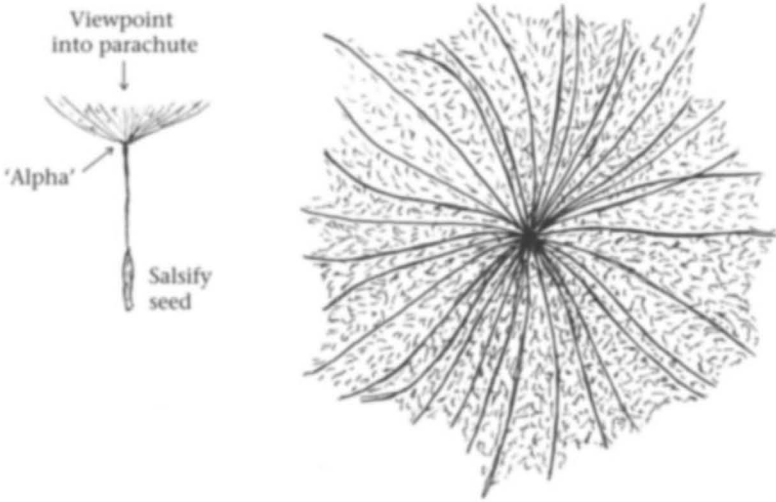 Viewpoint
into parachute
'Alpha'
Salsify
seed